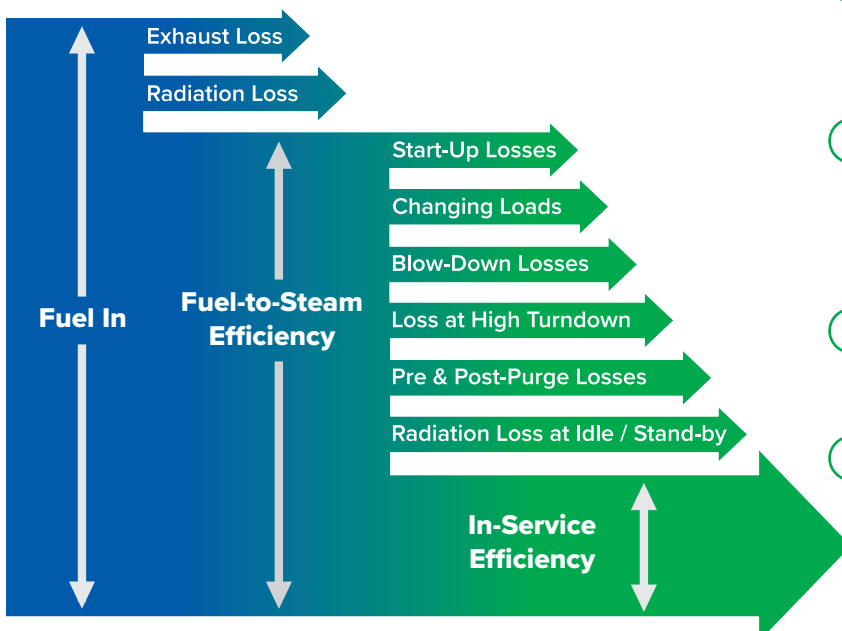 Exhaust Loss
Radiation Loss
Start-Up Losses
Changing Loads
Blow-Down Losses
Fuel In
Fuel-to-Steam
Efficiency
Loss at High Turndown
Pre & Post-Purge Losses
Radiation Loss at Idle / Stand-by
In-Service
Efficiency